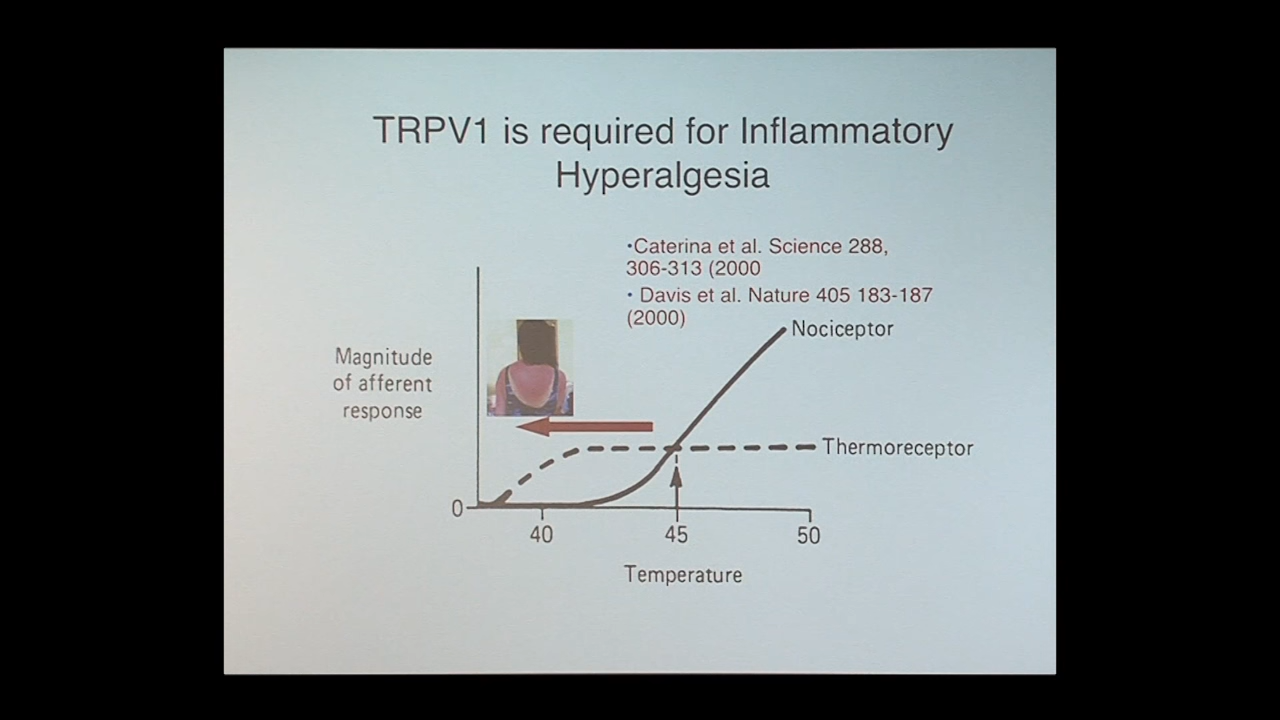 TRPV1 is required for Inflammatory
Hyperalgesia
•Caterina et al. Science 288,
306-313 (2000
• Davis et al. Nature 405 183-187
(2000)
Nociceptor
Magnitude
of afferent
response
Thermoreceptor
0
40
45
50
Temperature